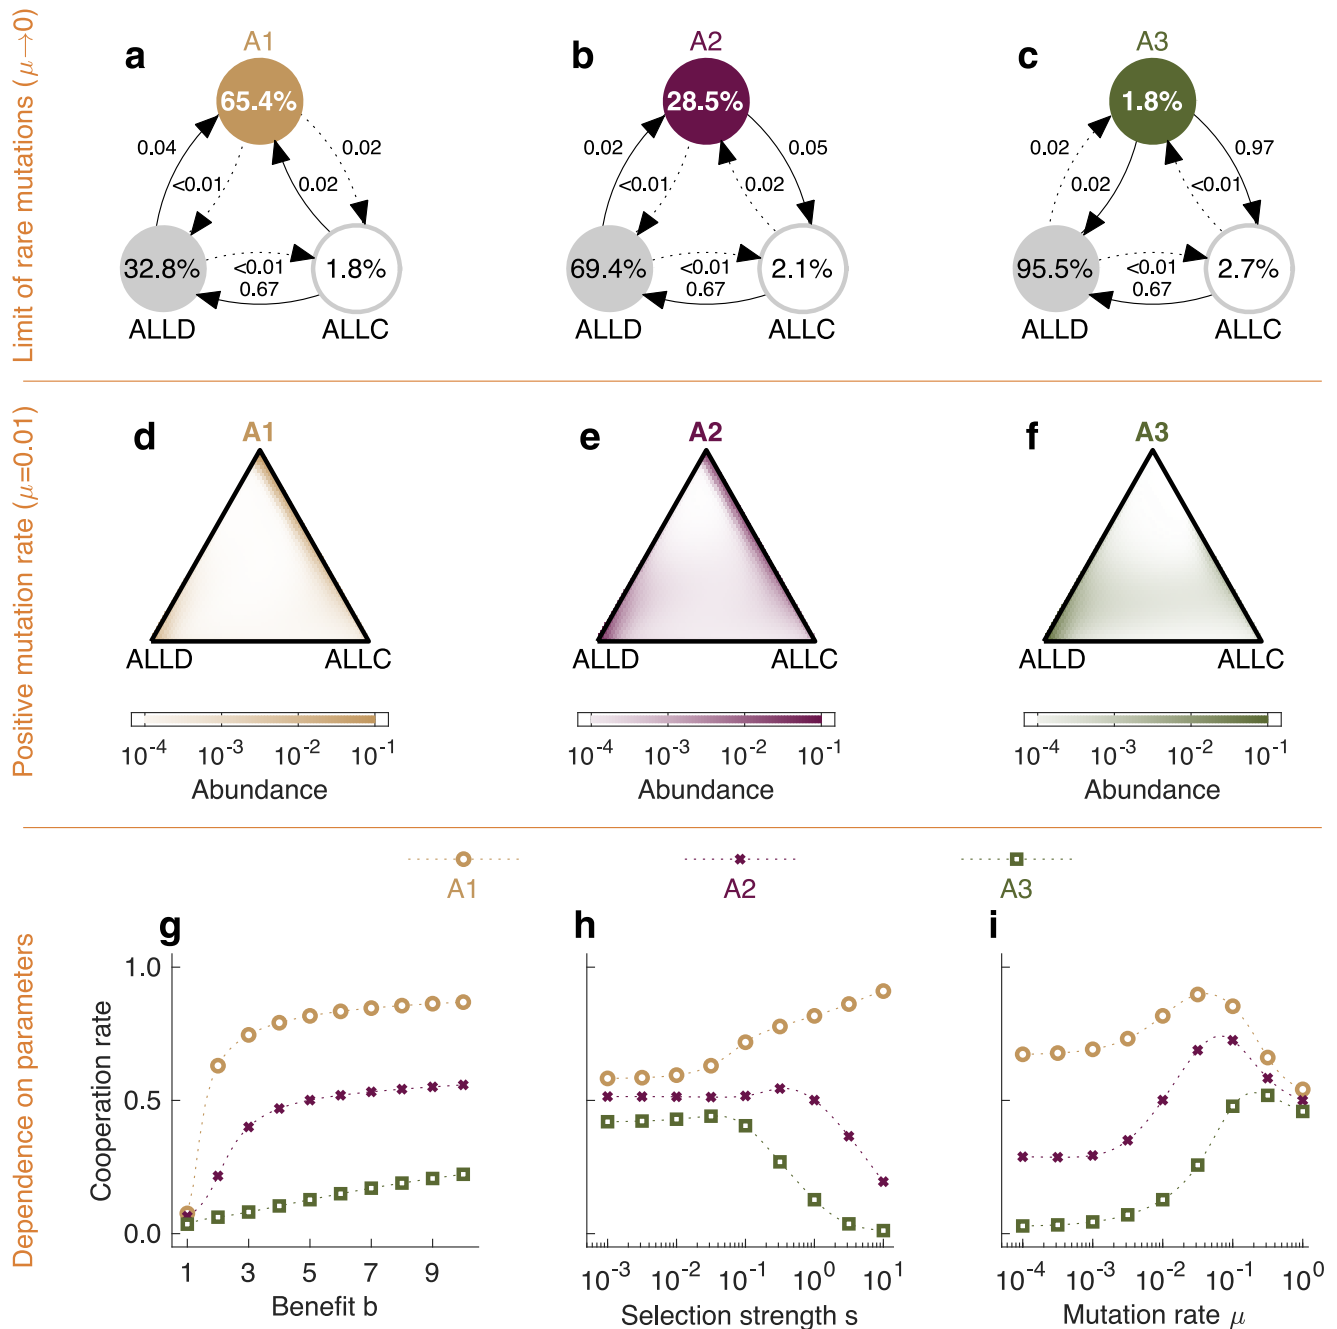 Limit of rare mutations (μ→0)
a
A1
65.4%
0.04
0.02
<0.01
0.02
32.8%
<0.01
0.67
1.8%
ALLD
ALLC
b
A2
28.5%
0.02
0.05
<0.01
0.02
69.4%
<0.01
0.67
2.1%
ALLD
ALLC
c
A3
1.8%
0.02
0.97
0.02
<0.01
95.5%
<0.01
0.67
2.7%
ALLD
ALLC
Positive mutation rate (μ=0.01)
d
A1
ALLD
ALLC
10⁻⁴ 10⁻³ 10⁻² 10⁻¹
Abundance
e
A2
ALLD
ALLC
10⁻⁴ 10⁻³ 10⁻² 10⁻¹
Abundance
f
A3
ALLD
ALLC
10⁻⁴ 10⁻³ 10⁻² 10⁻¹
Abundance
Dependence on parameters
A1
A2
A3
g
Cooperation rate
1.0
0.5
0.0
1 3 5 7 9
Benefit b
h
10⁻³ 10⁻² 10⁻¹ 10⁰ 10¹
Selection strength s
i
10⁻⁴ 10⁻³ 10⁻² 10⁻¹ 10⁰
Mutation rate μ